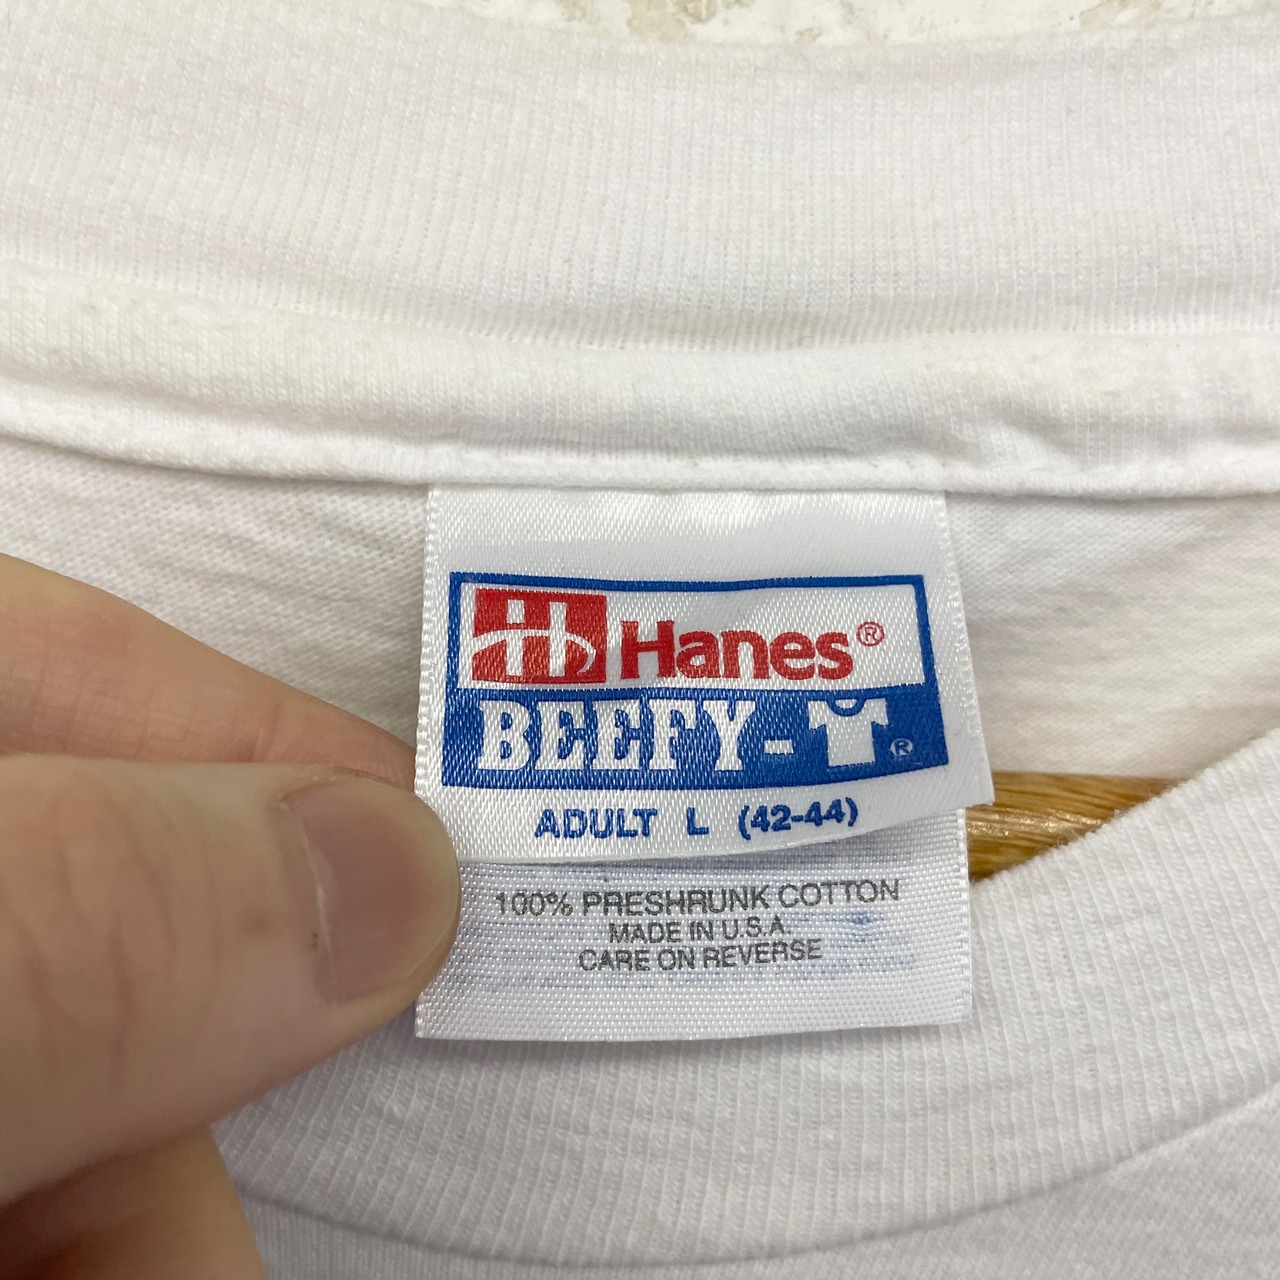 Hanes®
BEEFY-T®
ADULT L (42-44)
100% PRESHRUNK COTTON
MADE IN U.S.A.
CARE ON REVERSE